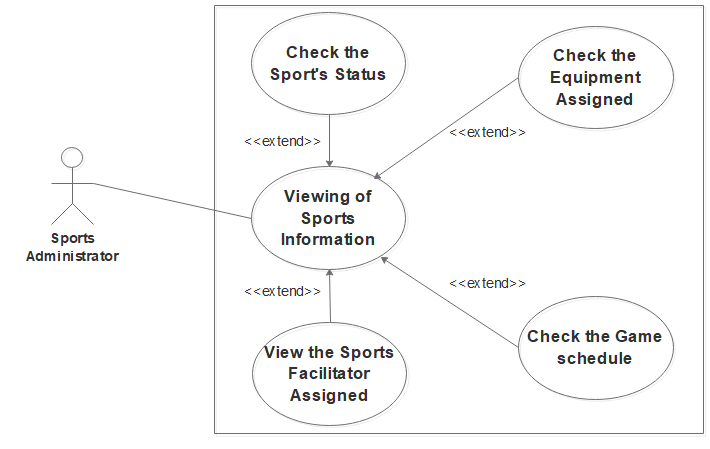 Check the
Sport's Status
Check the
Equipment
Assigned
<<extend>>
<<extend>>
Viewing of
Sports
Information
Sports
Administrator
<<extend>>
<<extend>>
View the Sports
Facilitator
Assigned
Check the Game
schedule